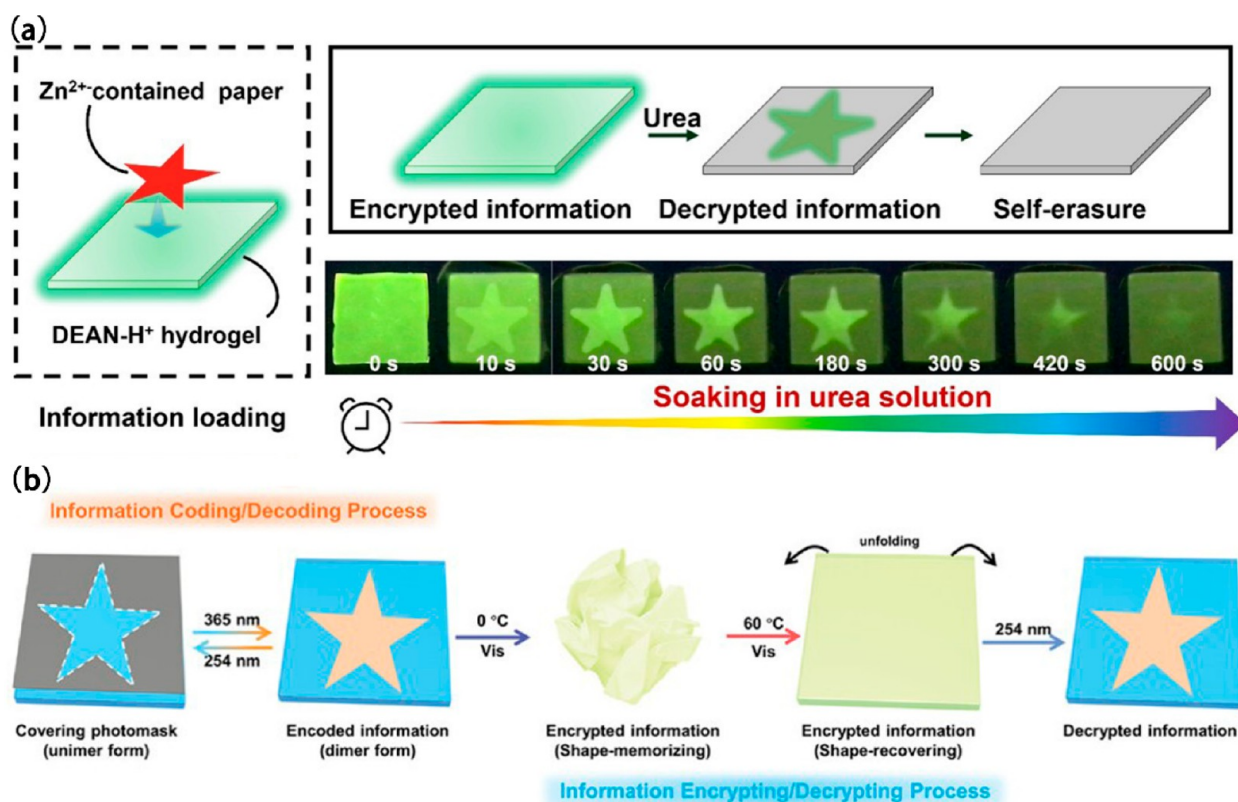 (a)
Zn²⁺-contained paper
DEAN-H⁺ hydrogel
Information loading
Urea
Encrypted information
Decrypted information
Self-erasure
0 s
10 s
30 s
60 s
180 s
300 s
420 s
600 s
Soaking in urea solution
(b)
Information Coding/Decoding Process
365 nm
254 nm
0 °C
Vis
60 °C
Vis
unfolding
254 nm
Covering photomask
(unimer form)
Encoded information
(dimer form)
Encrypted information
(Shape-memorizing)
Encrypted information
(Shape-recovering)
Decrypted information
Information Encrypting/Decrypting Process